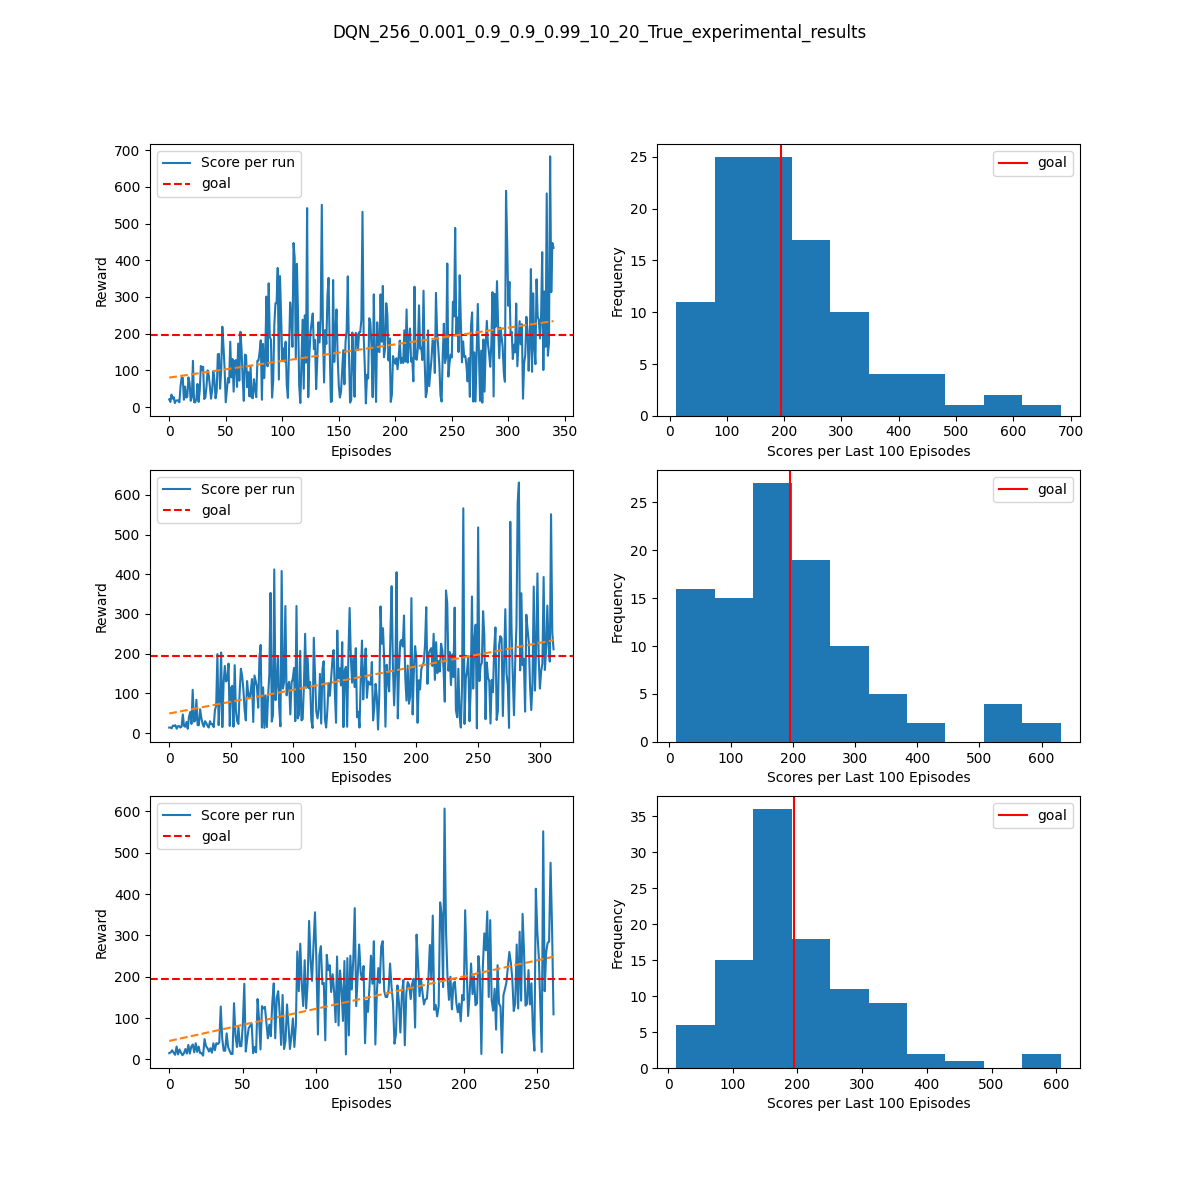 DQN_256_0.001_0.9_0.9_0.99_10_20_True_experimental_results
700
600
500
400
300
200
100
0
Reward
Score per run
goal
0 50 100 150 200 250 300 350
Episodes
25
20
15
10
5
0
Frequency
goal
0 100 200 300 400 500 600 700
Scores per Last 100 Episodes
600
500
400
300
200
100
0
Reward
Score per run
goal
0 50 100 150 200 250 300
Episodes
25
20
15
10
5
0
Frequency
goal
0 100 200 300 400 500 600
Scores per Last 100 Episodes
600
500
400
300
200
100
0
Reward
Score per run
goal
0 50 100 150 200 250
Episodes
35
30
25
20
15
10
5
0
Frequency
goal
0 100 200 300 400 500 600
Scores per Last 100 Episodes